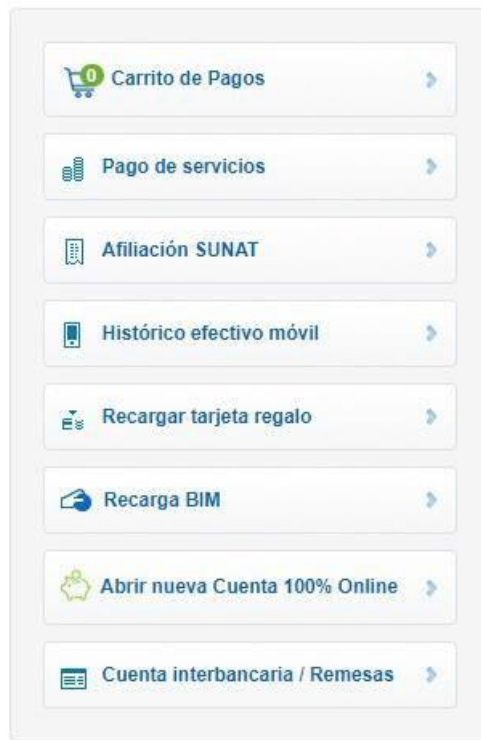 0 Carrito de Pagos
Pago de servicios
Afiliación SUNAT
Histórico efectivo móvil
Recargar tarjeta regalo
Recarga BIM
Abrir nueva Cuenta 100% Online
Cuenta interbancaria / Remesas